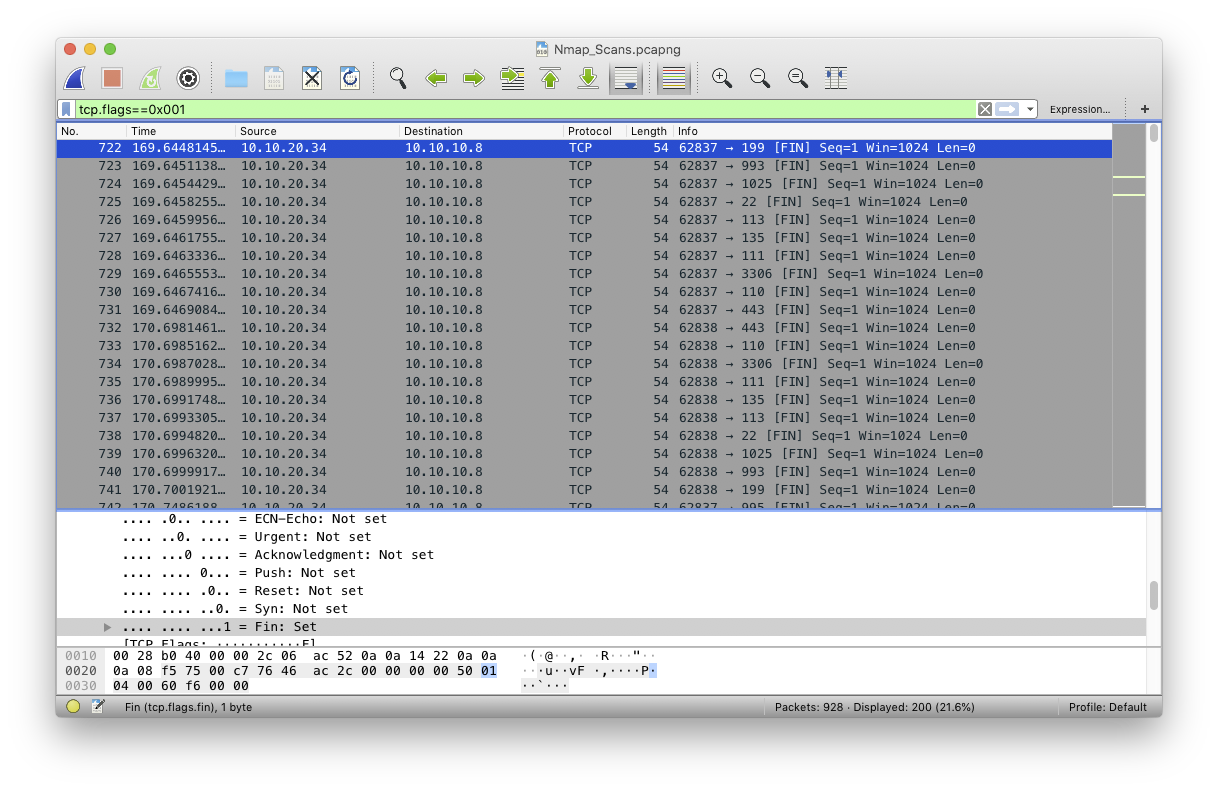 Nmap_Scans.pcapng
tcp.flags==0x001 Expression... +
No. Time Source Destination Protocol Length Info
722 169.6448145… 10.10.20.34 10.10.10.8 TCP 54 62837 → 199 [FIN] Seq=1 Win=1024 Len=0
723 169.6451138… 10.10.20.34 10.10.10.8 TCP 54 62837 → 993 [FIN] Seq=1 Win=1024 Len=0
724 169.6454429… 10.10.20.34 10.10.10.8 TCP 54 62837 → 1025 [FIN] Seq=1 Win=1024 Len=0
725 169.6458255… 10.10.20.34 10.10.10.8 TCP 54 62837 → 22 [FIN] Seq=1 Win=1024 Len=0
726 169.6459956… 10.10.20.34 10.10.10.8 TCP 54 62837 → 113 [FIN] Seq=1 Win=1024 Len=0
727 169.6461755… 10.10.20.34 10.10.10.8 TCP 54 62837 → 135 [FIN] Seq=1 Win=1024 Len=0
728 169.6463336… 10.10.20.34 10.10.10.8 TCP 54 62837 → 111 [FIN] Seq=1 Win=1024 Len=0
729 169.6465553… 10.10.20.34 10.10.10.8 TCP 54 62837 → 3306 [FIN] Seq=1 Win=1024 Len=0
730 169.6467416… 10.10.20.34 10.10.10.8 TCP 54 62837 → 110 [FIN] Seq=1 Win=1024 Len=0
731 169.6469084… 10.10.20.34 10.10.10.8 TCP 54 62837 → 443 [FIN] Seq=1 Win=1024 Len=0
732 170.6981461… 10.10.20.34 10.10.10.8 TCP 54 62838 → 443 [FIN] Seq=1 Win=1024 Len=0
733 170.6985162… 10.10.20.34 10.10.10.8 TCP 54 62838 → 110 [FIN] Seq=1 Win=1024 Len=0
734 170.6987028… 10.10.20.34 10.10.10.8 TCP 54 62838 → 3306 [FIN] Seq=1 Win=1024 Len=0
735 170.6989995… 10.10.20.34 10.10.10.8 TCP 54 62838 → 111 [FIN] Seq=1 Win=1024 Len=0
736 170.6991748… 10.10.20.34 10.10.10.8 TCP 54 62838 → 135 [FIN] Seq=1 Win=1024 Len=0
737 170.6993305… 10.10.20.34 10.10.10.8 TCP 54 62838 → 113 [FIN] Seq=1 Win=1024 Len=0
738 170.6994820… 10.10.20.34 10.10.10.8 TCP 54 62838 → 22 [FIN] Seq=1 Win=1024 Len=0
739 170.6996320… 10.10.20.34 10.10.10.8 TCP 54 62838 → 1025 [FIN] Seq=1 Win=1024 Len=0
740 170.6999917… 10.10.20.34 10.10.10.8 TCP 54 62838 → 993 [FIN] Seq=1 Win=1024 Len=0
741 170.7001921… 10.10.20.34 10.10.10.8 TCP 54 62838 → 199 [FIN] Seq=1 Win=1024 Len=0
742 170.7486188… 10.10.20.34 10.10.10.8 TCP 54 62837 → 995 [FIN] Seq=1 Win=1024 Len=0
.... .0.. .... = ECN-Echo: Not set
.... ..0. .... = Urgent: Not set
.... ...0 .... = Acknowledgment: Not set
.... .... 0... = Push: Not set
.... .... .0.. = Reset: Not set
.... .... ..0. = Syn: Not set
.... .... ...1 = Fin: Set
[TCP Flags: ···········F]
0010 00 28 b0 40 00 00 2c 06 ac 52 0a 0a 14 22 0a 0a ·(·@··,· ·R···"··
0020 0a 08 f5 75 00 c7 76 46 ac 2c 00 00 00 00 50 01 ···u··vF ·,····P·
0030 04 00 60 f6 00 00 ··`···
Fin (tcp.flags.fin), 1 byte Packets: 928 · Displayed: 200 (21.6%) Profile: Default